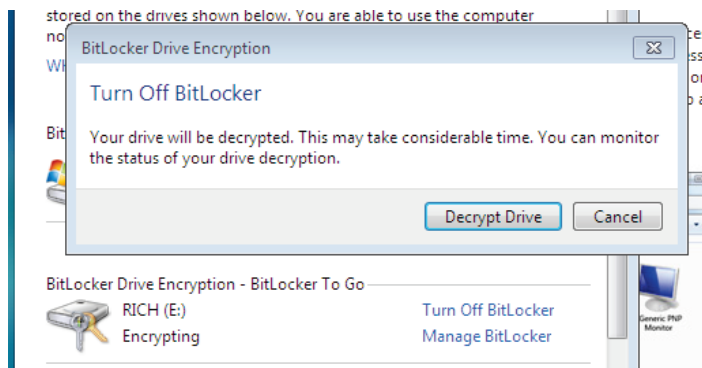 stored on the drives shown below. You are able to use the computer
no
BitLocker Drive Encryption
Wh
Turn Off BitLocker
Your drive will be decrypted. This may take considerable time. You can monitor
the status of your drive decryption.
Bit
Decrypt Drive
Cancel
BitLocker Drive Encryption - BitLocker To Go
RICH (E:)
Turn Off BitLocker
Encrypting
Manage BitLocker
Generic PNP
Monitor